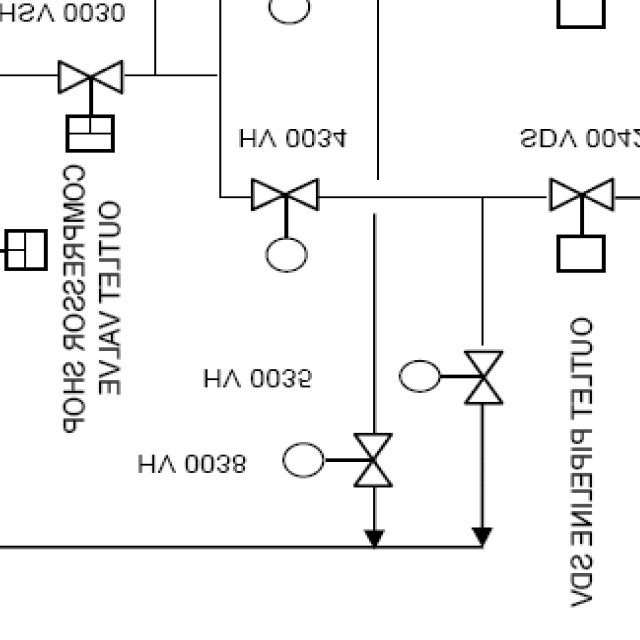 HSV 0030
HV 0034
SDV 0042
COMPRESSOR SHOP
OUTLET VALVE
HV 0035
OUTLET PIPELINE SDV
HV 0038